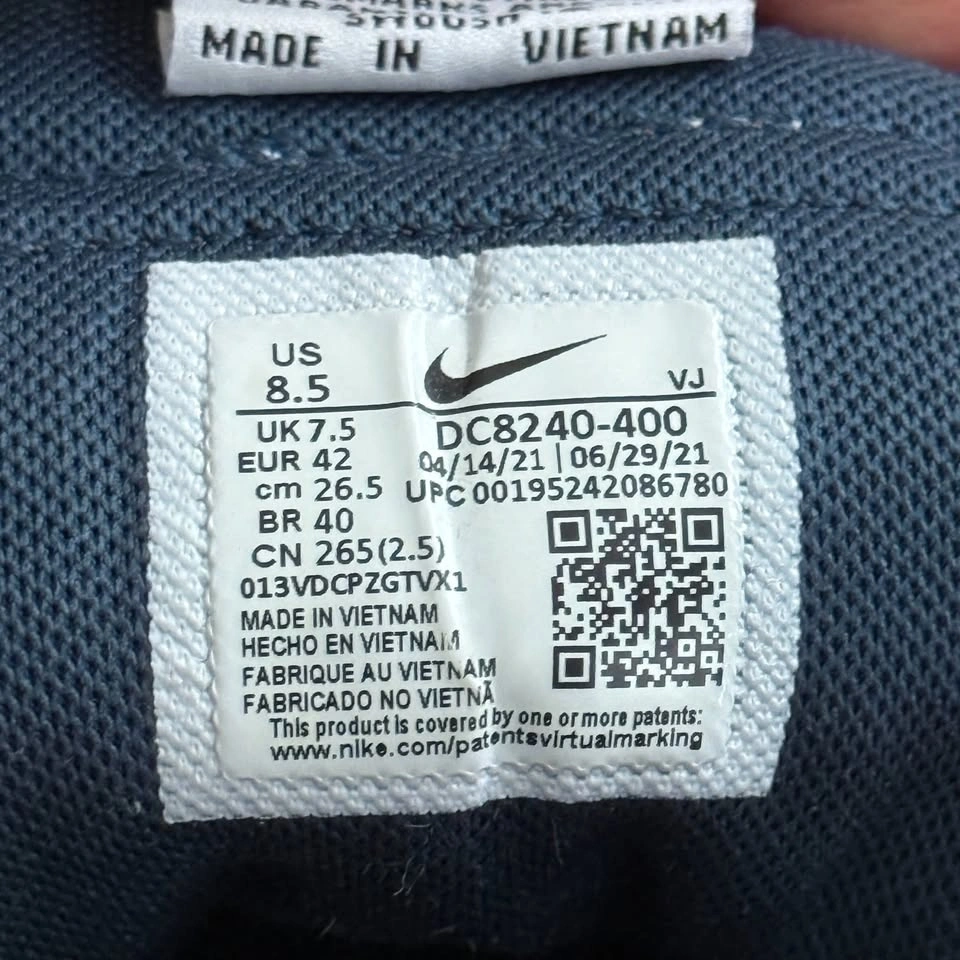 MADE IN VIETNAM
US
8.5
VJ
UK 7.5
DC8240-400
EUR 42
04/14/21 | 06/29/21
cm 26.5
UPC 00195242086780
BR 40
CN 265(2.5)
013VDCPZGTVX1
MADE IN VIETNAM
HECHO EN VIETNAM
FABRIQUE AU VIETNAM
FABRICADO NO VIETNÃ
This product is covered by one or more patents:
www.nike.com/patentsvirtualmarking